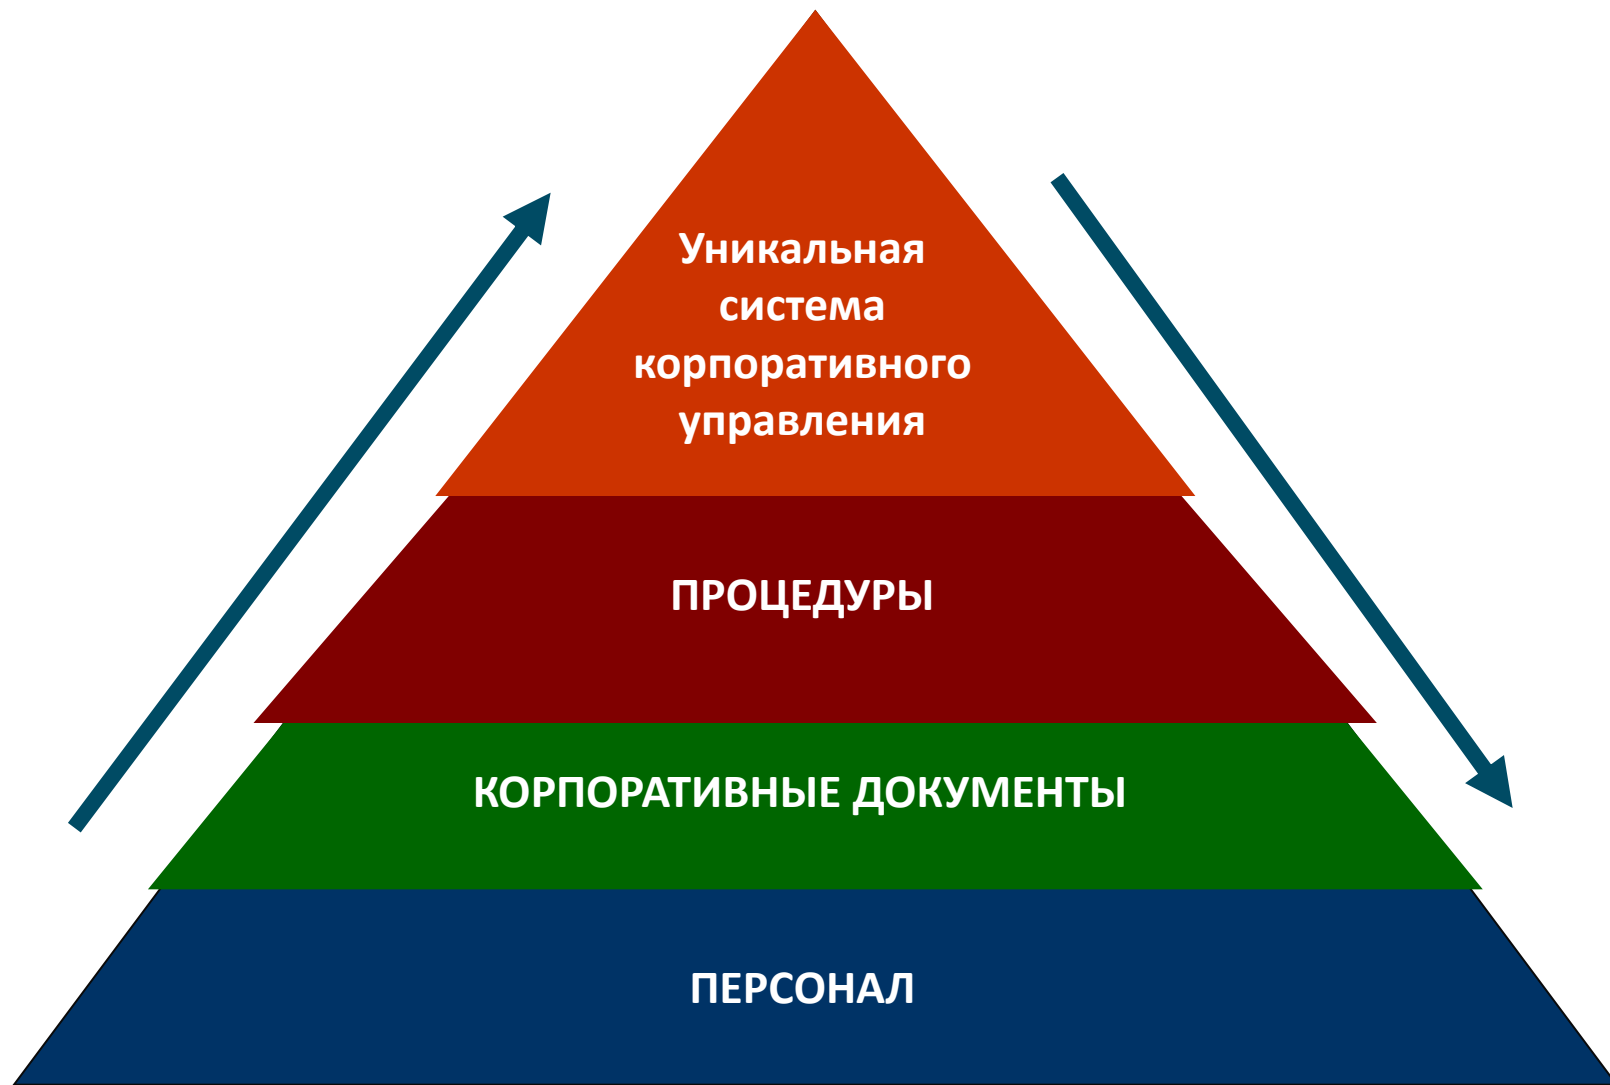 Уникальная
система
корпоративного
управления
ПРОЦЕДУРЫ
КОРПОРАТИВНЫЕ ДОКУМЕНТЫ
ПЕРСОНАЛ